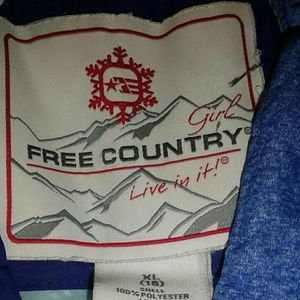 Girl
FREE COUNTRY®
Live in it!®
XL
(16)
SHELL
100% POLYESTER